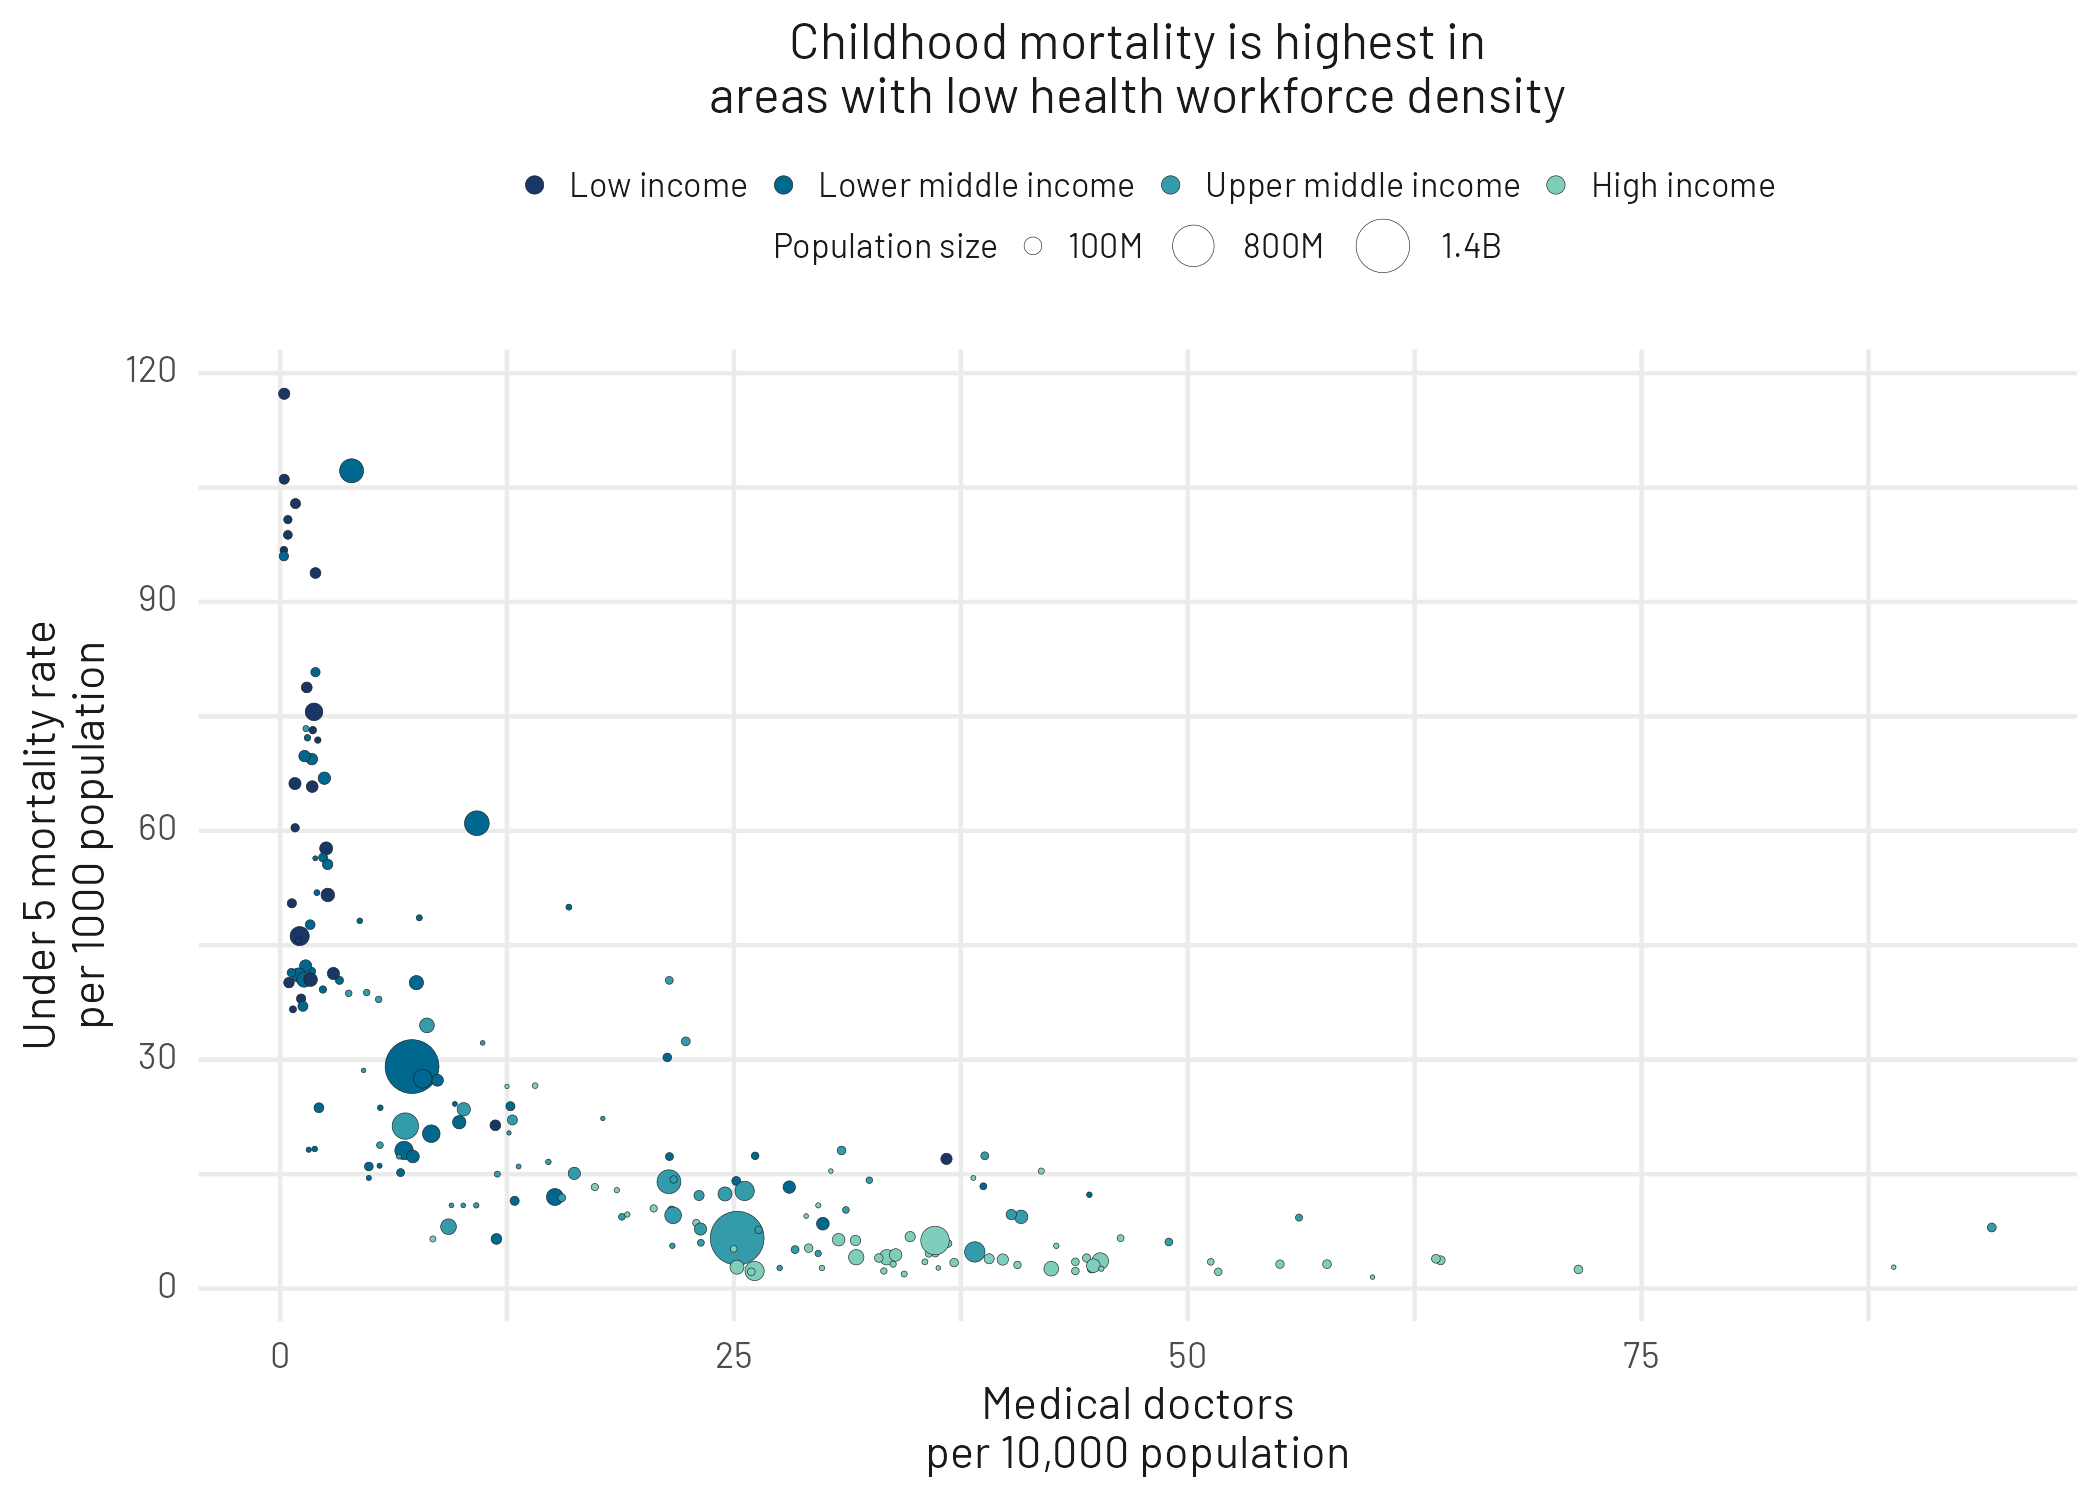 Childhood mortality is highest in
areas with low health workforce density
Low income Lower middle income Upper middle income High income
Population size 100M 800M 1.4B
Under 5 mortality rate
per 1000 population
120
90
60
30
0
0 25 50 75
Medical doctors
per 10,000 population